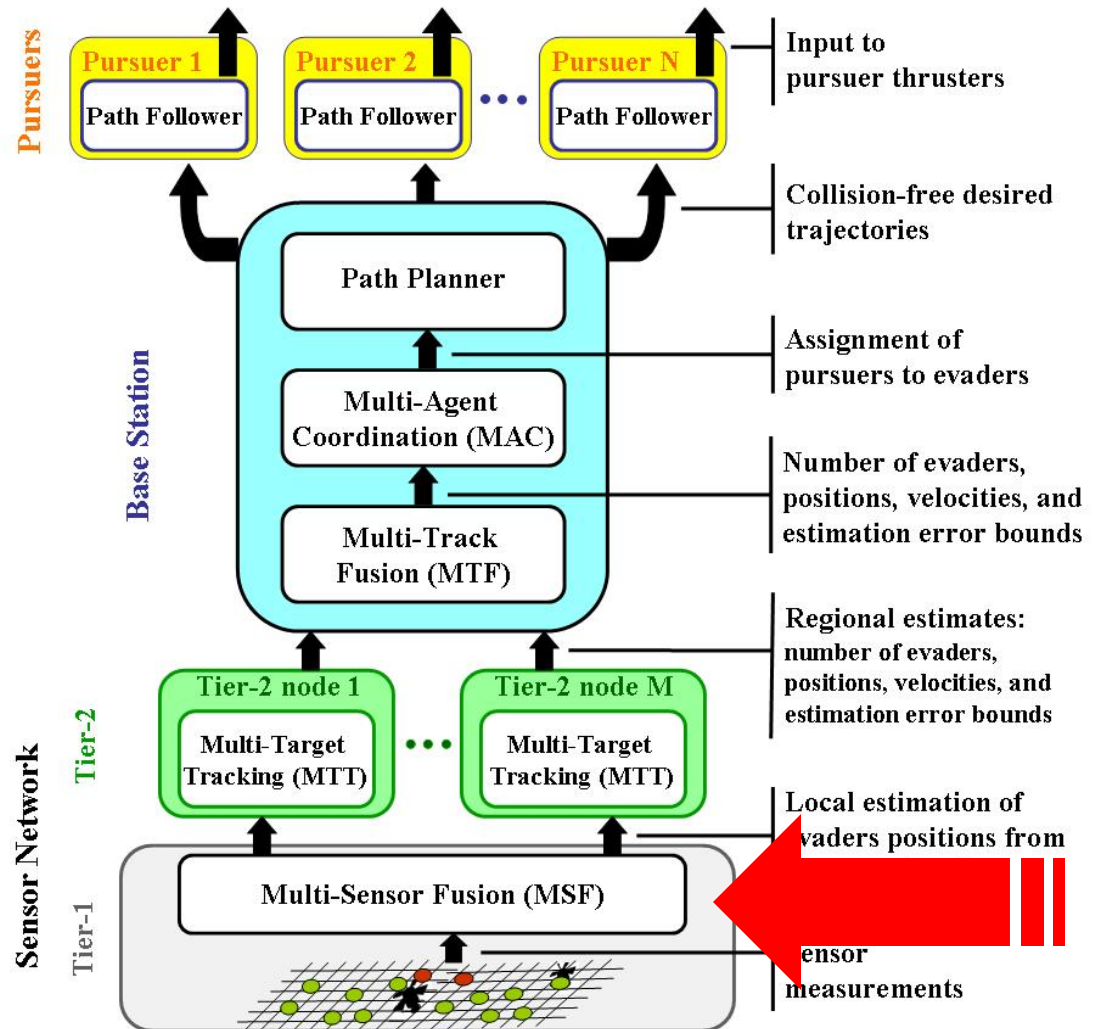 Pursuers
Pursuer 1
Path Follower
Pursuer 2
Path Follower
Pursuer N
Path Follower
Input to
pursuer thrusters
Collision-free desired
trajectories
Base Station
Path Planner
Assignment of
pursuers to evaders
Multi-Agent
Coordination (MAC)
Number of evaders,
positions, velocities, and
estimation error bounds
Multi-Track
Fusion (MTF)
Regional estimates:
number of evaders,
positions, velocities, and
estimation error bounds
Sensor Network
Tier-2
Tier-2 node 1
Multi-Target
Tracking (MTT)
Tier-2 node M
Multi-Target
Tracking (MTT)
Local estimation of
evaders positions from
Tier-1
Multi-Sensor Fusion (MSF)
Sensor
measurements